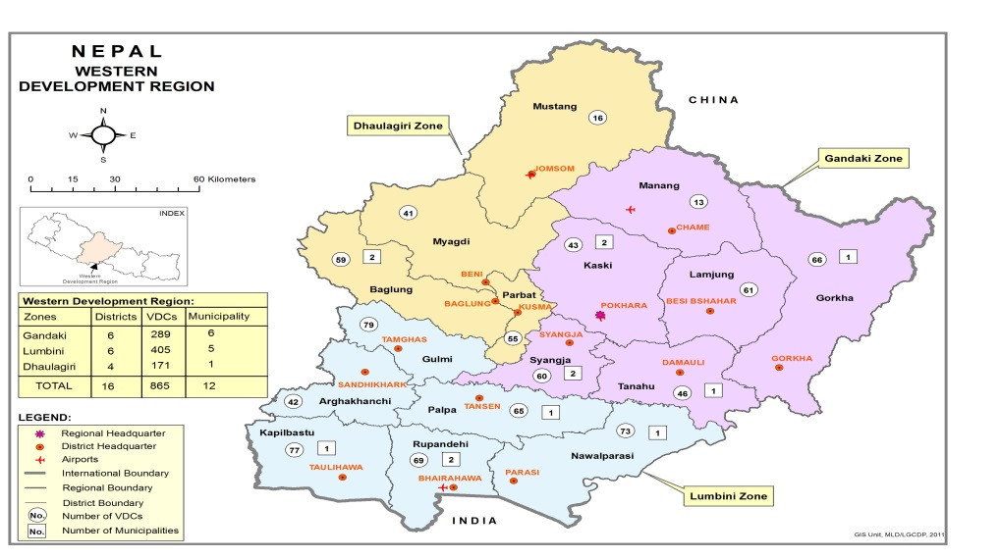 NEPAL
WESTERN
DEVELOPMENT REGION
N
W E
S
0 15 30 60 Kilometers
INDEX
Western
Development Region
Western Development Region:
Zones Districts VDCs Municipality
Gandaki 6 289 6
Lumbini 6 405 5
Dhaulagiri 4 171 1
TOTAL 16 865 12
LEGEND:
Regional Headquarter
District Headquarter
Airports
International Boundary
Regional Boundary
District Boundary
No. Number of VDCs
No. Number of Municipalities
CHINA
Dhaulagiri Zone
Gandaki Zone
Lumbini Zone
INDIA
Mustang
16
JOMSOM
Manang
13
CHAME
41
Myagdi
BENI
59 2
Baglung
BAGLUNG
Parbat
KUSMA
55
43 2
Kaski
POKHARA
Lamjung
61
BESI BSHAHAR
66 1
Gorkha
GORKHA
SYANGJA
Syangja
60 2
DAMAULI
Tanahu
46 1
79
TAMGHAS
Gulmi
SANDHIKHARK
42
Arghakhanchi
Palpa
TANSEN
65 1
73 1
Nawalparasi
PARASI
Kapilbastu
77 1
TAULIHAWA
Rupandehi
69 2
BHAIRAHAWA
GIS Unit, MLD/LGCDP, 2011